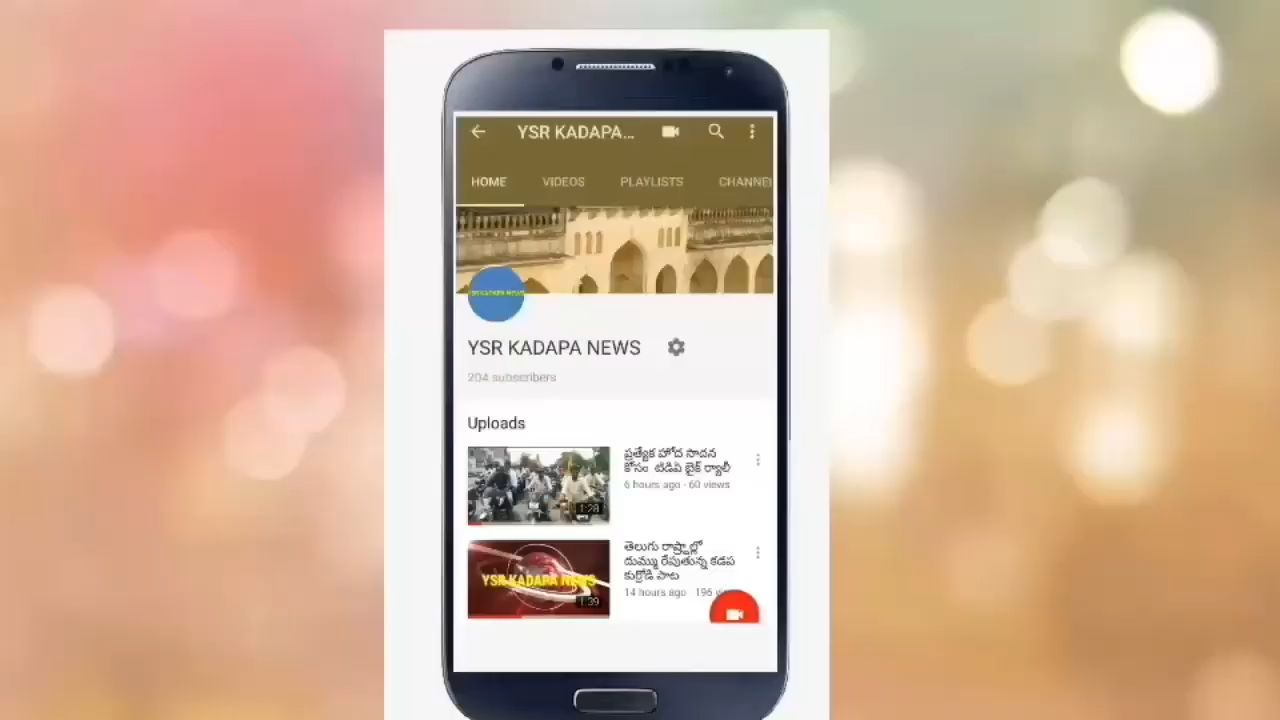 YSR KADAPA...
HOME VIDEOS PLAYLISTS CHANNEL
YSR KADAPA NEWS
204 subscribers
Uploads
ప్రత్యేక హోద సాదన
కోసం టిడిపి బైక్ ర్యాలీ
6 hours ago · 60 views
1:28
తెలుగు రాష్ట్రాల్లో
దుమ్ము రేపుతున్న కడప
కుర్రోడి పాట
14 hours ago · 196
YSR KADAPA NEWS
1:39